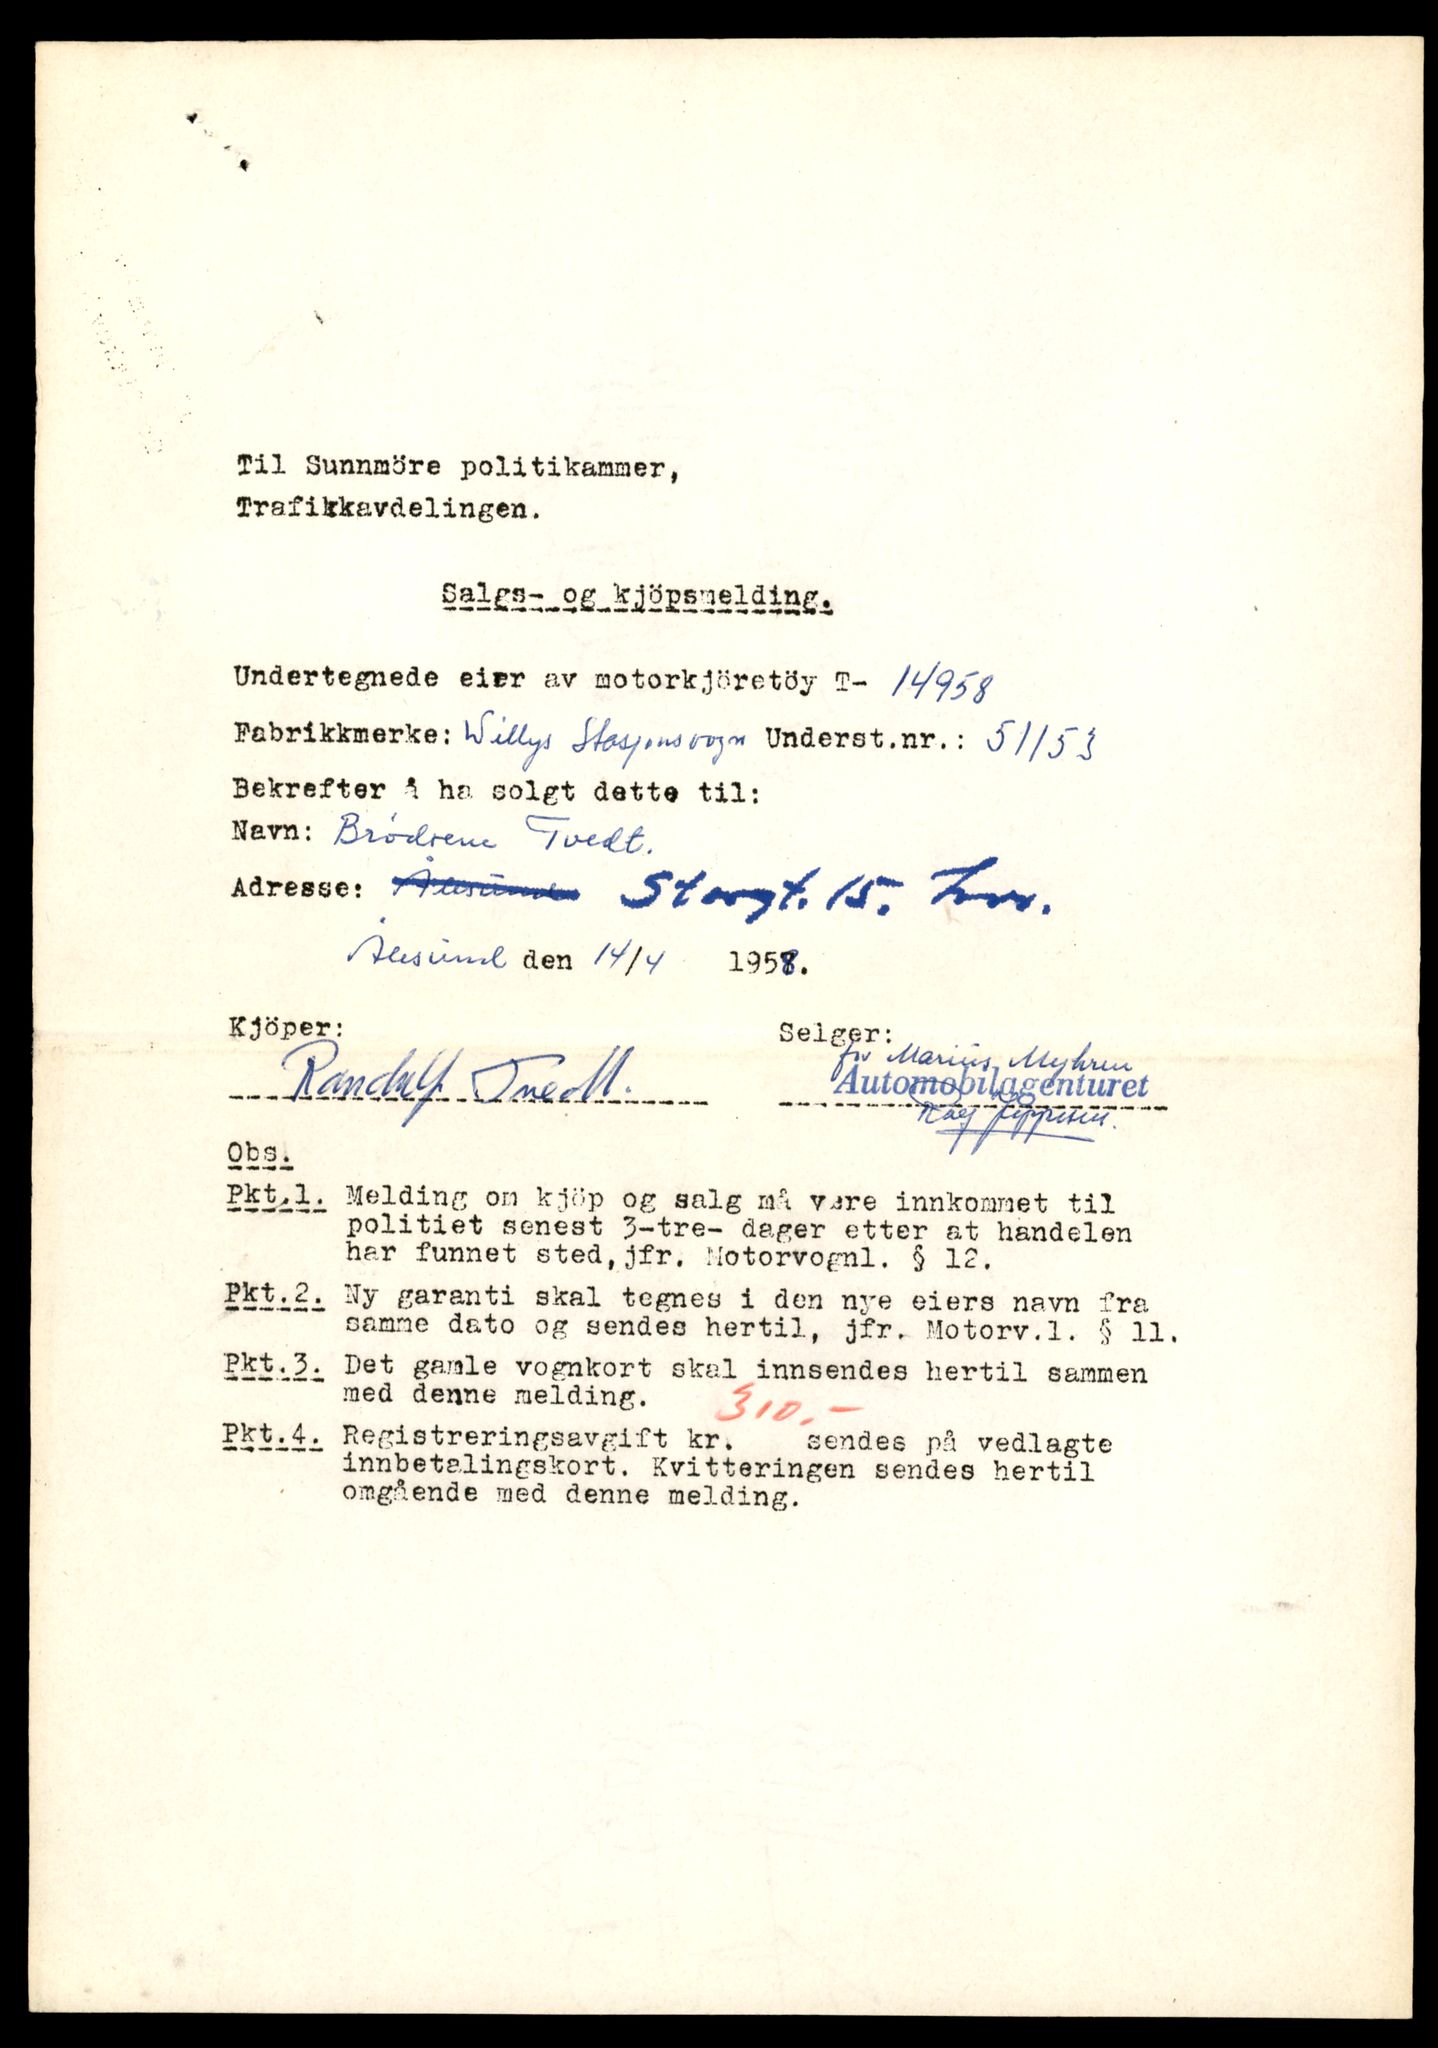 Til Sunnmöre politikammer,
Trafikkavdelingen.
Salgs- og kjöpsmelding.
Undertegnede eier av motorkjöretöy T- 14958
Fabrikkmerke: Willys Stasjonsvogn Underst.nr.: 51153
Bekrefter å ha solgt dette til:
Navn: Brödrene Tvedt.
Adresse: Ålesund Storgt. 15.
Ålesund den 14/4 1958.
Kjöper: Selger:
for Marius Myhren
Randulf Tvedt. Automobilagenturet
Obs.
Pkt.1. Melding om kjöp og salg må være innkommet til
politiet senest 3-tre- dager etter at handelen
har funnet sted, jfr. Motorvognl. § 12.
Pkt.2. Ny garanti skal tegnes i den nye eiers navn fra
samme dato og sendes hertil, jfr. Motorv.l. § 11.
Pkt.3. Det gamle vognkort skal innsendes hertil sammen
med denne melding.
310.-
Pkt.4. Registreringsavgift kr. sendes på vedlagte
innbetalingskort. Kvitteringen sendes hertil
omgående med denne melding.